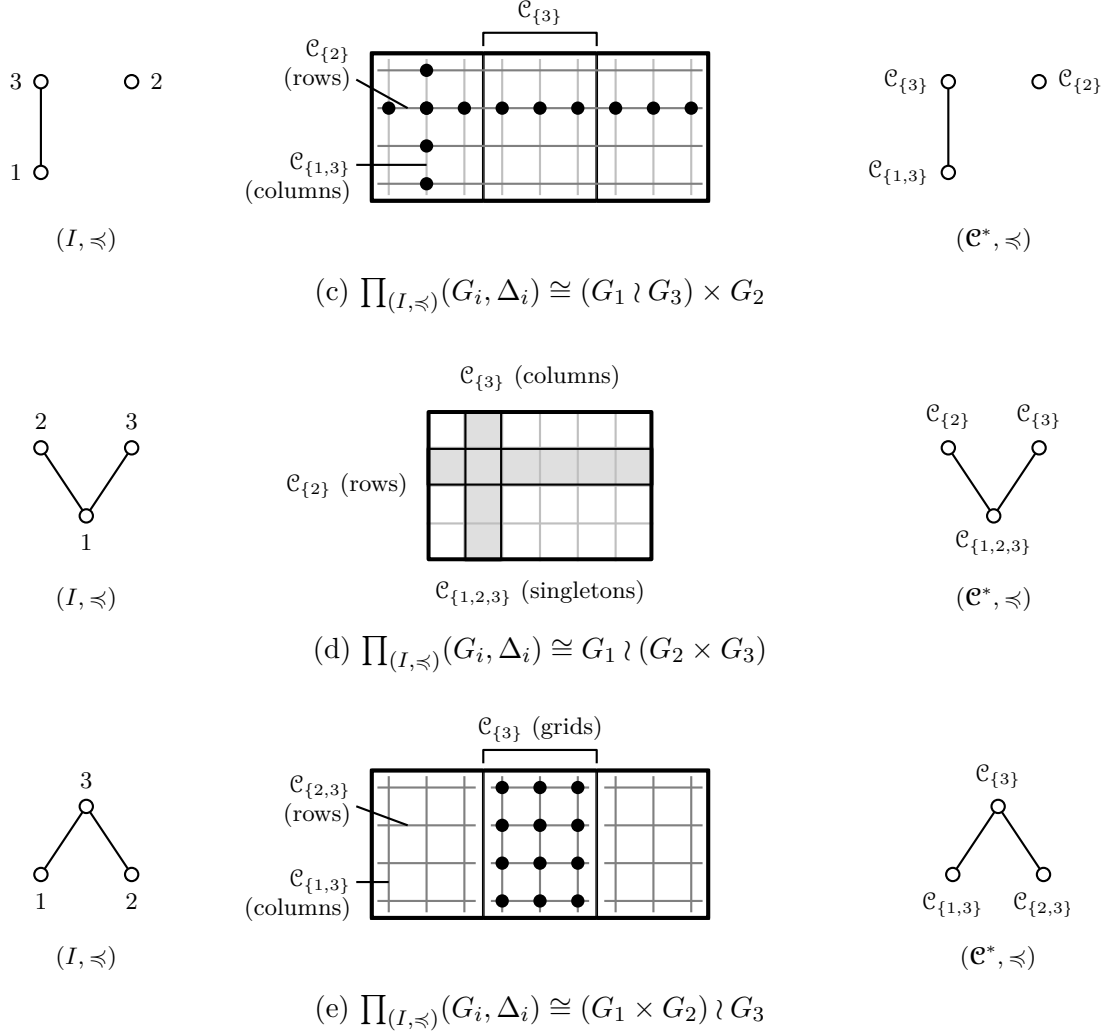 𝒞_{3}
𝒞_{2}
(rows)
3
2
1
𝒞_{1,3}
(columns)
𝒞_{3}
𝒞_{2}
𝒞_{1,3}
(I, ≼)
(𝓒*, ≼)
(c) ∏_(I,≼)(G_i, Δ_i) ≅ (G_1 ≀ G_3) × G_2
𝒞_{3} (columns)
2 3
1
𝒞_{2} (rows)
𝒞_{2} 𝒞_{3}
𝒞_{1,2,3}
𝒞_{1,2,3} (singletons)
(I, ≼)
(𝓒*, ≼)
(d) ∏_(I,≼)(G_i, Δ_i) ≅ G_1 ≀ (G_2 × G_3)
𝒞_{3} (grids)
3
1 2
𝒞_{2,3}
(rows)
𝒞_{1,3}
(columns)
𝒞_{3}
𝒞_{1,3} 𝒞_{2,3}
(I, ≼)
(𝓒*, ≼)
(e) ∏_(I,≼)(G_i, Δ_i) ≅ (G_1 × G_2) ≀ G_3